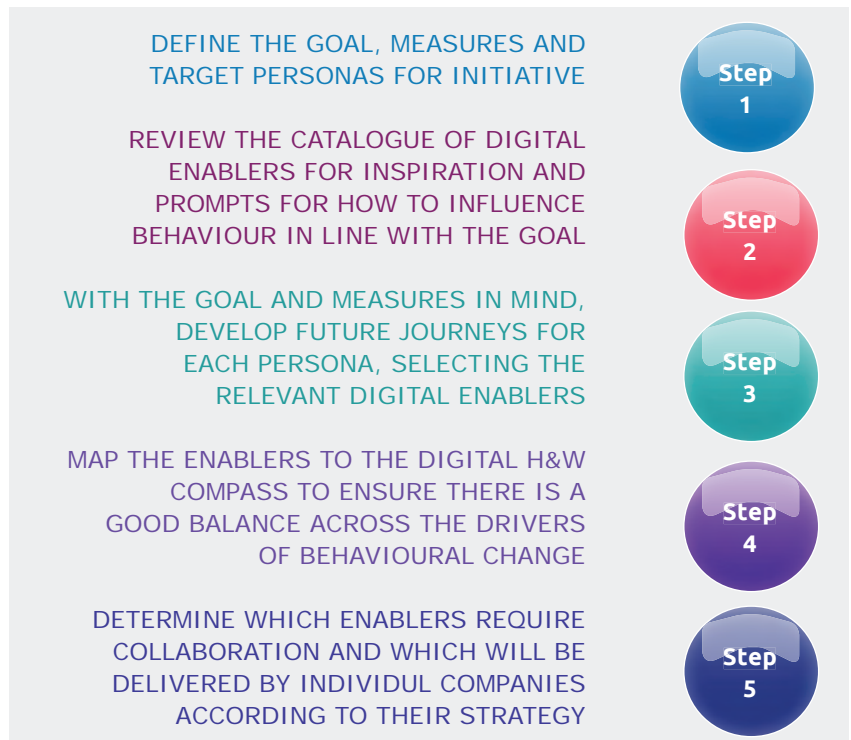 DEFINE THE GOAL, MEASURES AND
TARGET PERSONAS FOR INITIATIVE
Step
1
REVIEW THE CATALOGUE OF DIGITAL
ENABLERS FOR INSPIRATION AND
PROMPTS FOR HOW TO INFLUENCE
BEHAVIOUR IN LINE WITH THE GOAL
Step
2
WITH THE GOAL AND MEASURES IN MIND,
DEVELOP FUTURE JOURNEYS FOR
EACH PERSONA, SELECTING THE
RELEVANT DIGITAL ENABLERS
Step
3
MAP THE ENABLERS TO THE DIGITAL H&W
COMPASS TO ENSURE THERE IS A
GOOD BALANCE ACROSS THE DRIVERS
OF BEHAVIOURAL CHANGE
Step
4
DETERMINE WHICH ENABLERS REQUIRE
COLLABORATION AND WHICH WILL BE
DELIVERED BY INDIVIDUL COMPANIES
ACCORDING TO THEIR STRATEGY
Step
5